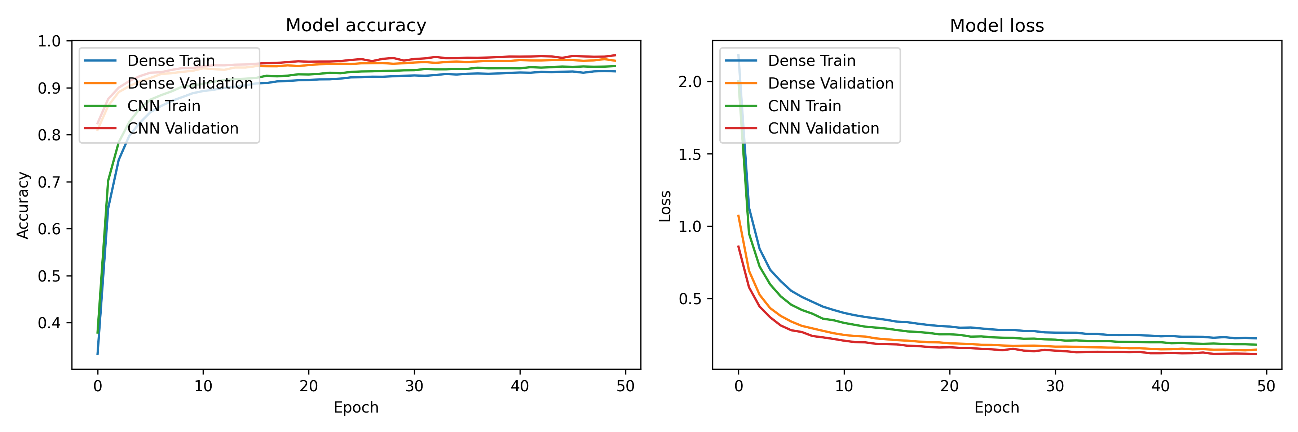 Model accuracy
1.0
0.9
0.8
0.7
0.6
0.5
0.4
Accuracy
Dense Train
Dense Validation
CNN Train
CNN Validation
0
10
20
30
40
50
Epoch
Model loss
2.0
1.5
1.0
0.5
Loss
Dense Train
Dense Validation
CNN Train
CNN Validation
0
10
20
30
40
50
Epoch